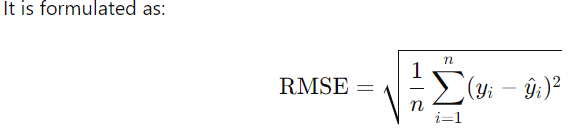 It is formulated as:
RMSE = √(1/n ∑_{i=1}^{n} (y_i − ŷ_i)²)